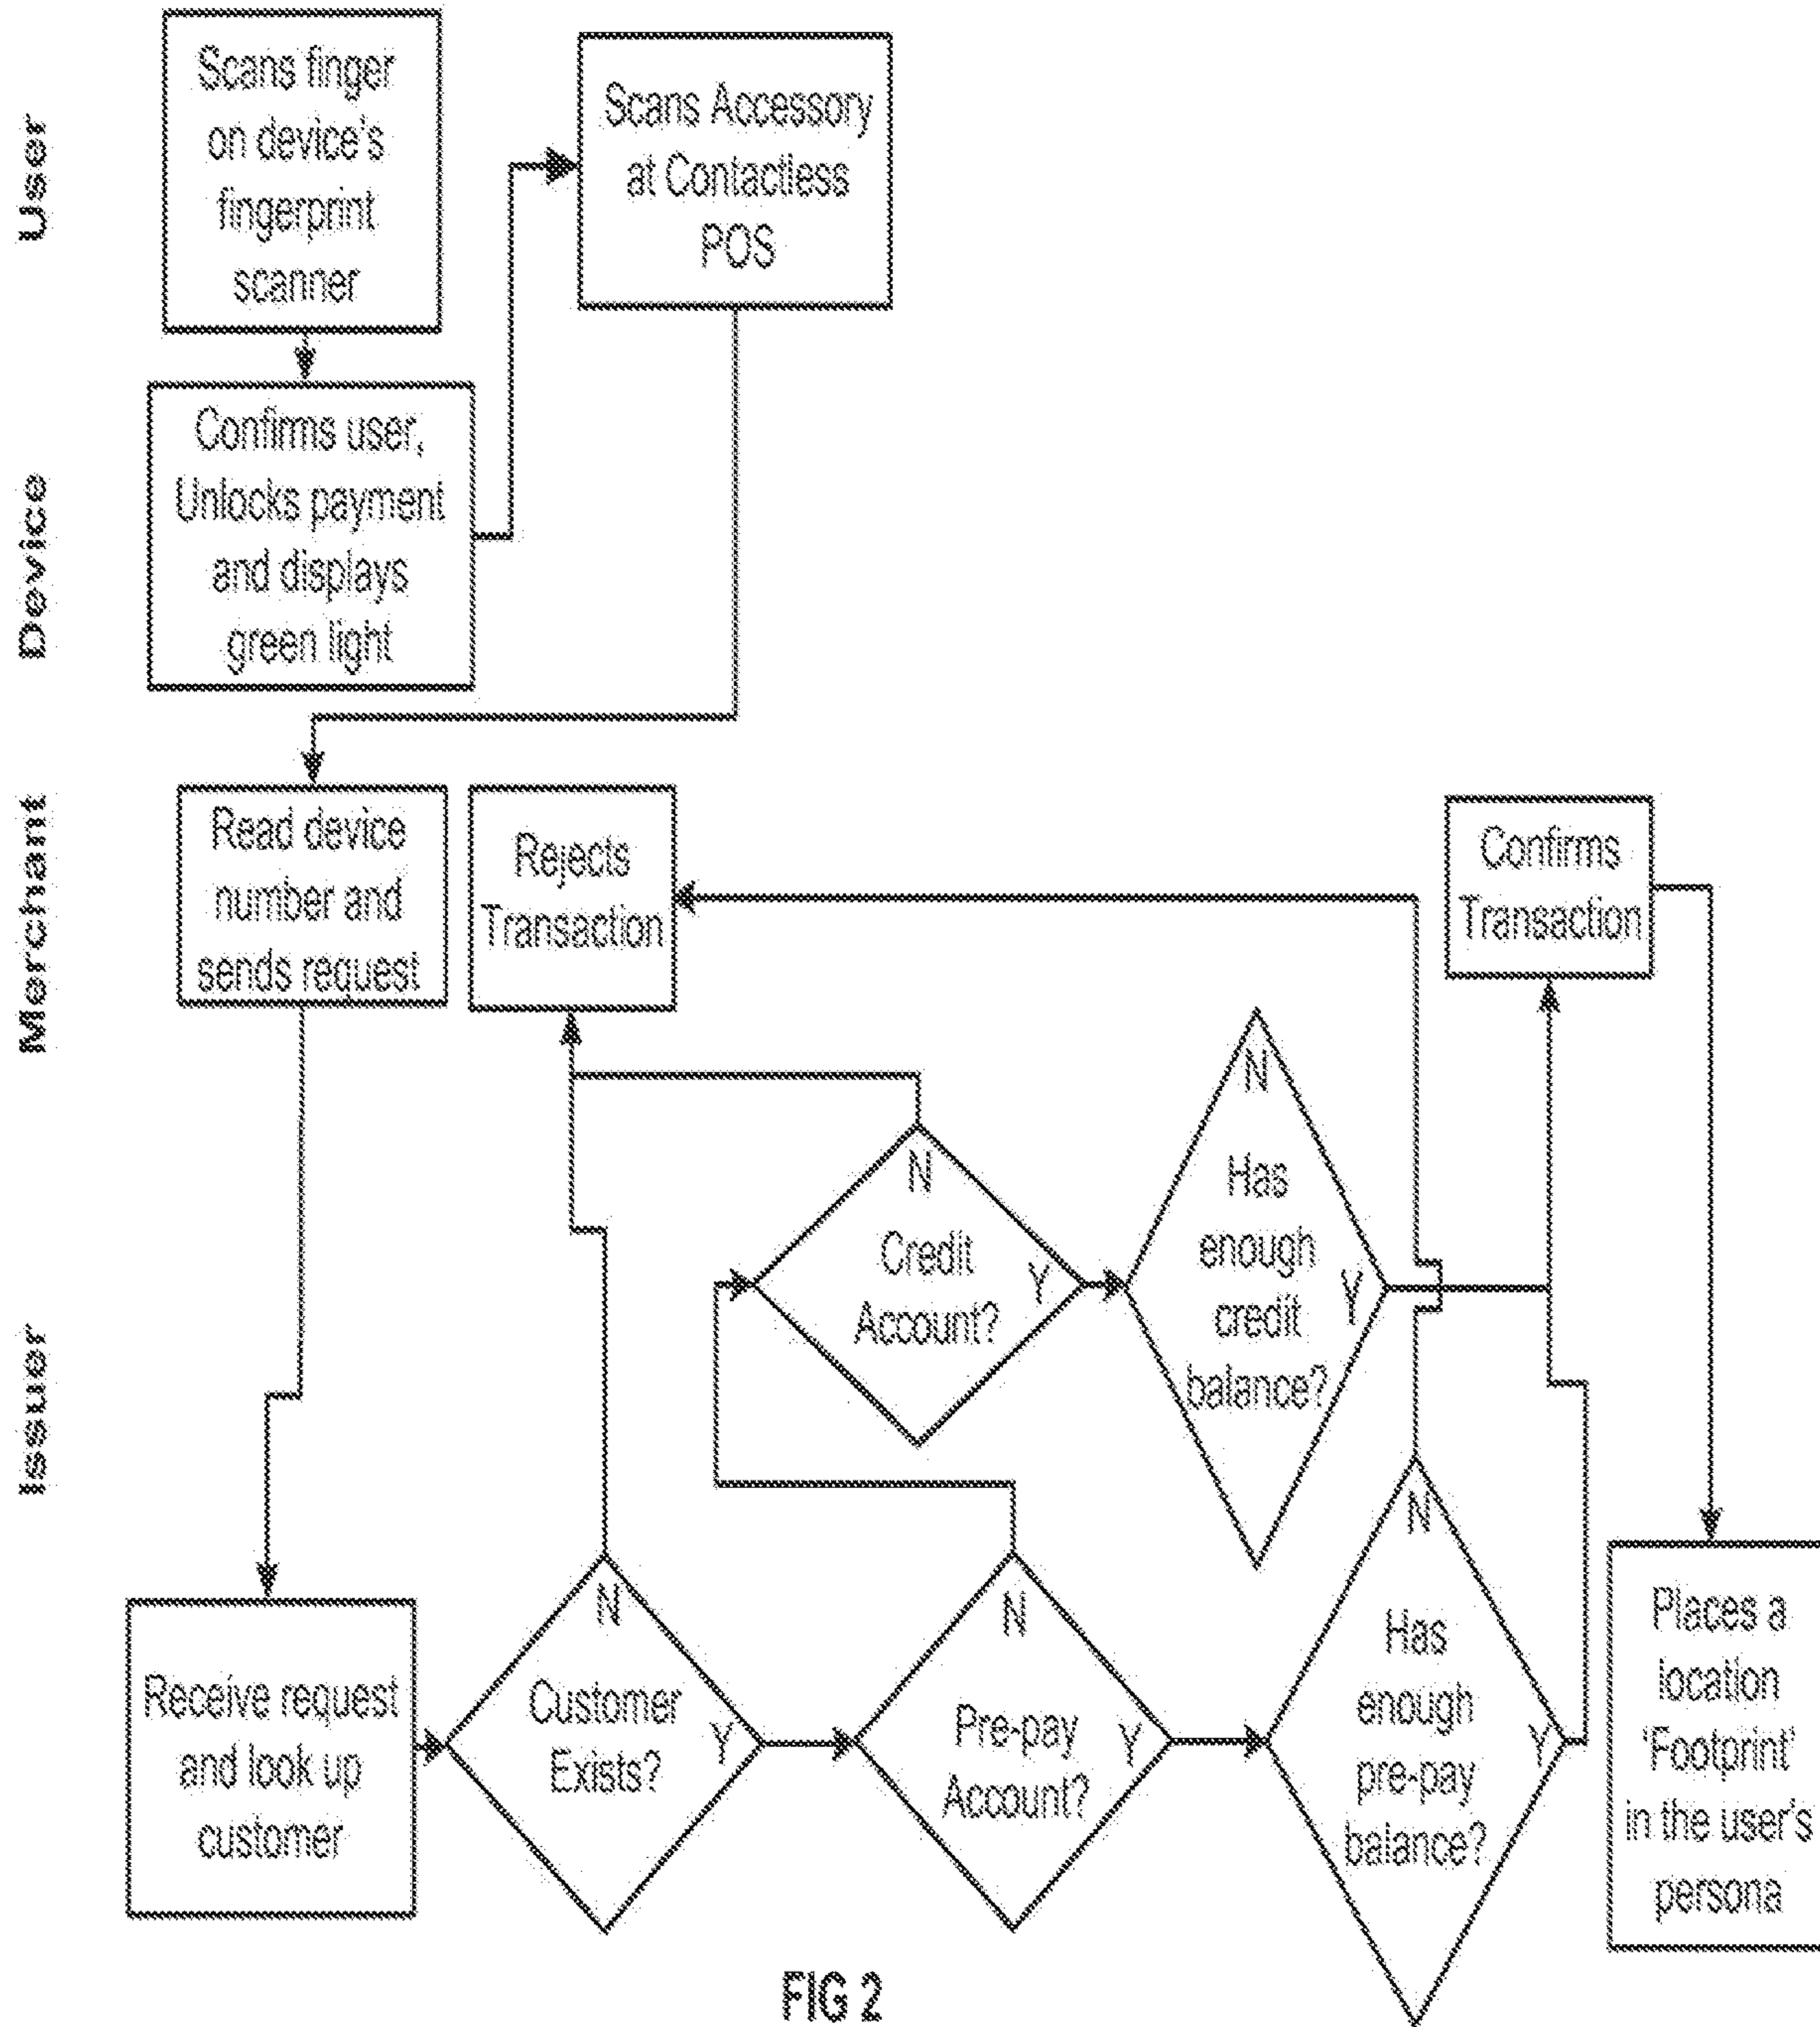 User
Scans finger
on device's
fingerprint
scanner
Scans Accessory
at Contactless
POS
Device
Confirms user,
Unlocks payment
and displays
green light
Merchant
Read device
number and
sends request
Rejects
Transaction
Confirms
Transaction
Issuer
N
Credit
Account?
Y
N
Has
enough
credit
balance?
Y
Receive request
and look up
customer
N
Customer
Exists?
Y
N
Pre-pay
Account?
Y
N
Has
enough
pre-pay
balance?
Y
Places a
location
'Footprint'
in the user's
persona
FIG 2